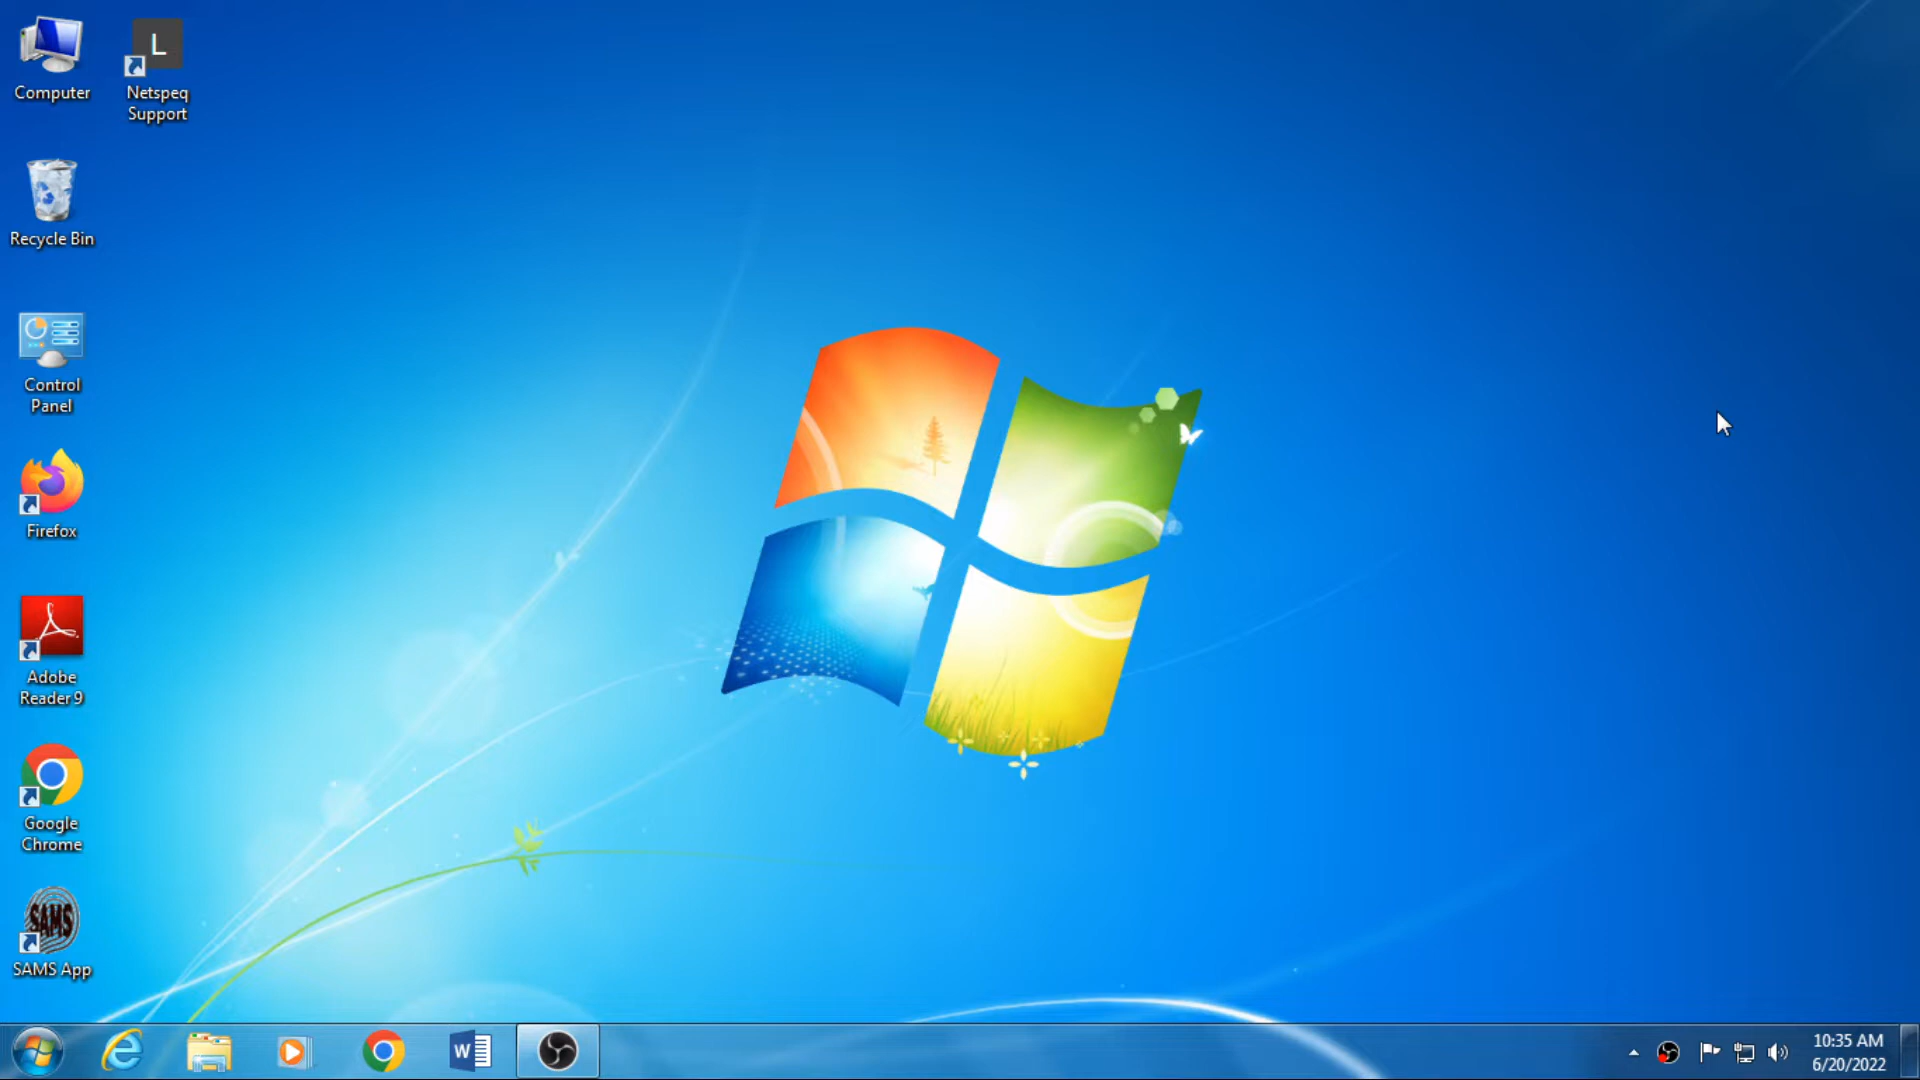 Computer
L
Netspeq
Support
Recycle Bin
Control
Panel
Firefox
Adobe
Reader 9
Google
Chrome
SAMS
SAMS App
W
10:35 AM
6/20/2022